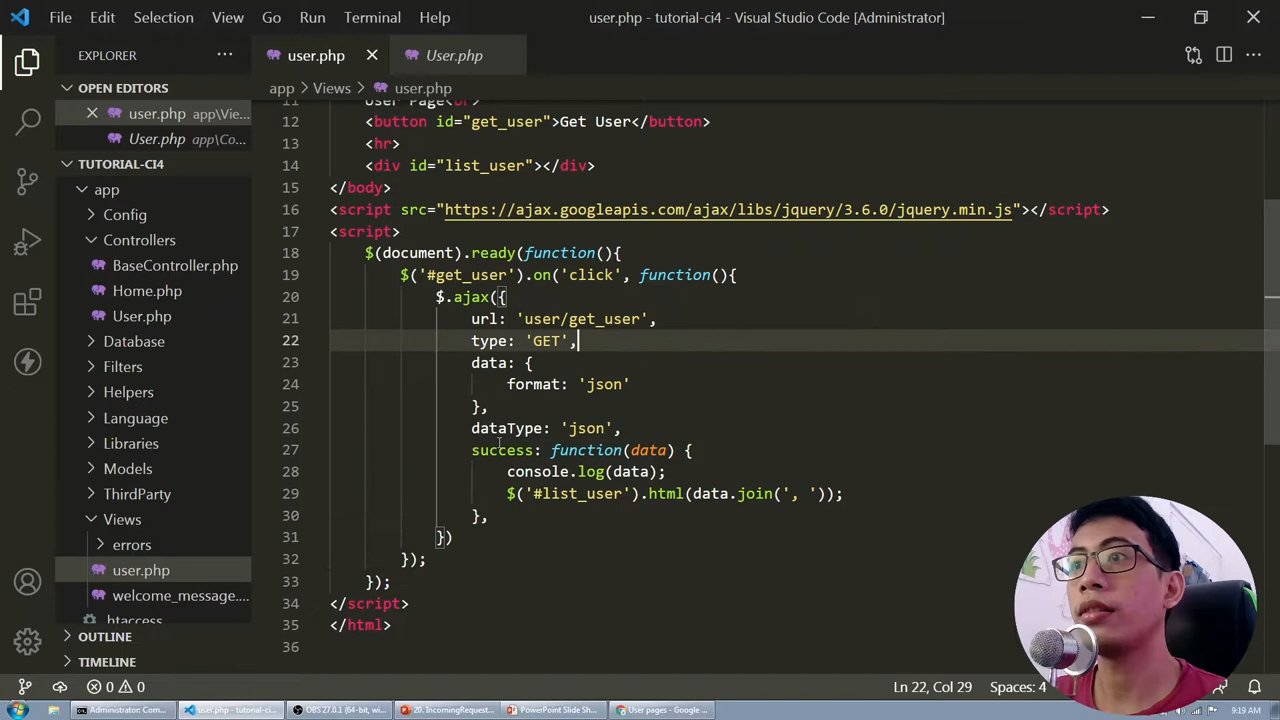 File Edit Selection View Go Run Terminal Help
user.php - tutorial-ci4 - Visual Studio Code [Administrator]
EXPLORER
user.php
User.php
OPEN EDITORS
app > Views > user.php
user.php app\Vie...
User.php app\Co...
TUTORIAL-CI4
app
Config
Controllers
BaseController.php
Home.php
User.php
Database
Filters
Helpers
Language
Libraries
Models
ThirdParty
Views
errors
user.php
welcome_message....
htaccess
OUTLINE
TIMELINE
11 User Page<br>
12 <button id="get_user">Get User</button>
13 <hr>
14 <div id="list_user"></div>
15 </body>
16 <script src="https://ajax.googleapis.com/ajax/libs/jquery/3.6.0/jquery.min.js"></script>
17 <script>
18 $(document).ready(function(){
19 $('#get_user').on('click', function(){
20 $.ajax({
21 url: 'user/get_user',
22 type: 'GET',
23 data: {
24 format: 'json'
25 },
26 dataType: 'json',
27 success: function(data) {
28 console.log(data);
29 $('#list_user').html(data.join(', '));
30 },
31 })
32 });
33 });
34 </script>
35 </html>
36
0 0
Ln 22, Col 29 Spaces: 4
Administrator: Com...
user.php - tutorial-ci...
OBS 27.0.1 (64-bit, wi...
20. IncomingRequest...
PowerPoint Slide Sh...
User pages - Google ...
9:19 AM